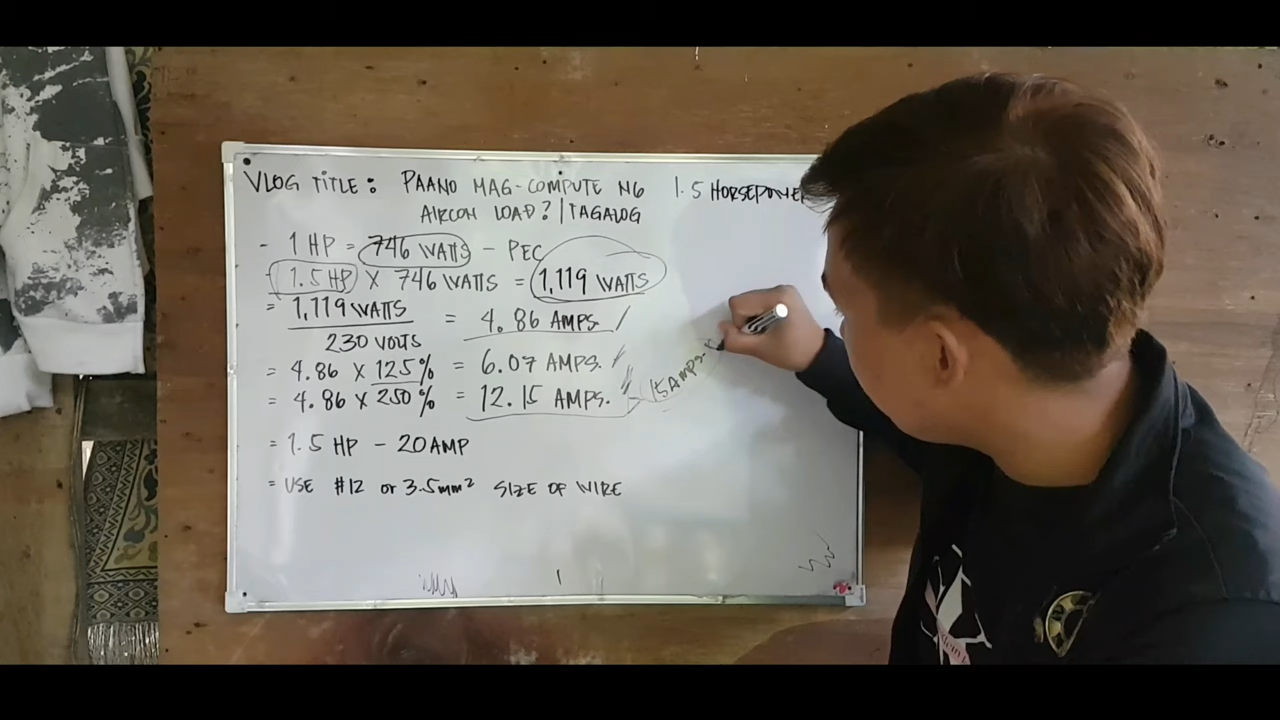 VLOG TITLE: PAANO MAG-COMPUTE NG
AIRCON LOAD? | TAGALOG
1.5 HORSEPOWER
- 1 HP = 746 WATTS - PEC
- 1.5 HP X 746 WATTS = 1,119 WATTS
= 1,119 WATTS
230 VOLTS
= 4.86 AMPS.
= 4.86 X 125% = 6.07 AMPS.
= 4.86 X 250% = 12.15 AMPS.
15 AMPS.
= 1.5 HP - 20 AMP
= USE #12 or 3.5mm² SIZE OF WIRE